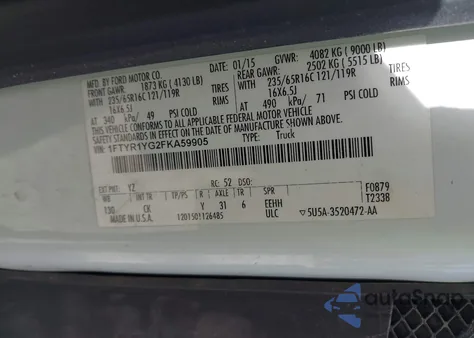 MFD. BY FORD MOTOR CO.
DATE: 01/15 GVWR: 4082 KG ( 9000 LB)
FRONT GAWR: 1873 KG ( 4130 LB) REAR GAWR: 2502 KG ( 5515 LB)
235/65R16C 121/119R TIRES 235/65R16C 121/119R TIRES
16X6.5J RIMS 16X6.5J RIMS
AT 340 kPa/ 49 PSI COLD AT 490 kPa/ 71 PSI COLD
THIS VEHICLE CONFORMS TO ALL APPLICABLE FEDERAL MOTOR VEHICLE SAFETY STANDARDS IN EFFECT ON THE DATE OF MANUFACTURE SHOWN ABOVE.
VIN: 1FTYR1YG2FKA59905
TYPE: Truck
F0879
T2338
EXT PNT: YZ RC: 52
WB INT TR TP/PS R AXLE TR SPR
130 CK Y 31 6 EEHH
MADE IN U.S.A. 1201501126485 ULC 5U5A-3520472-AA
autoSnap